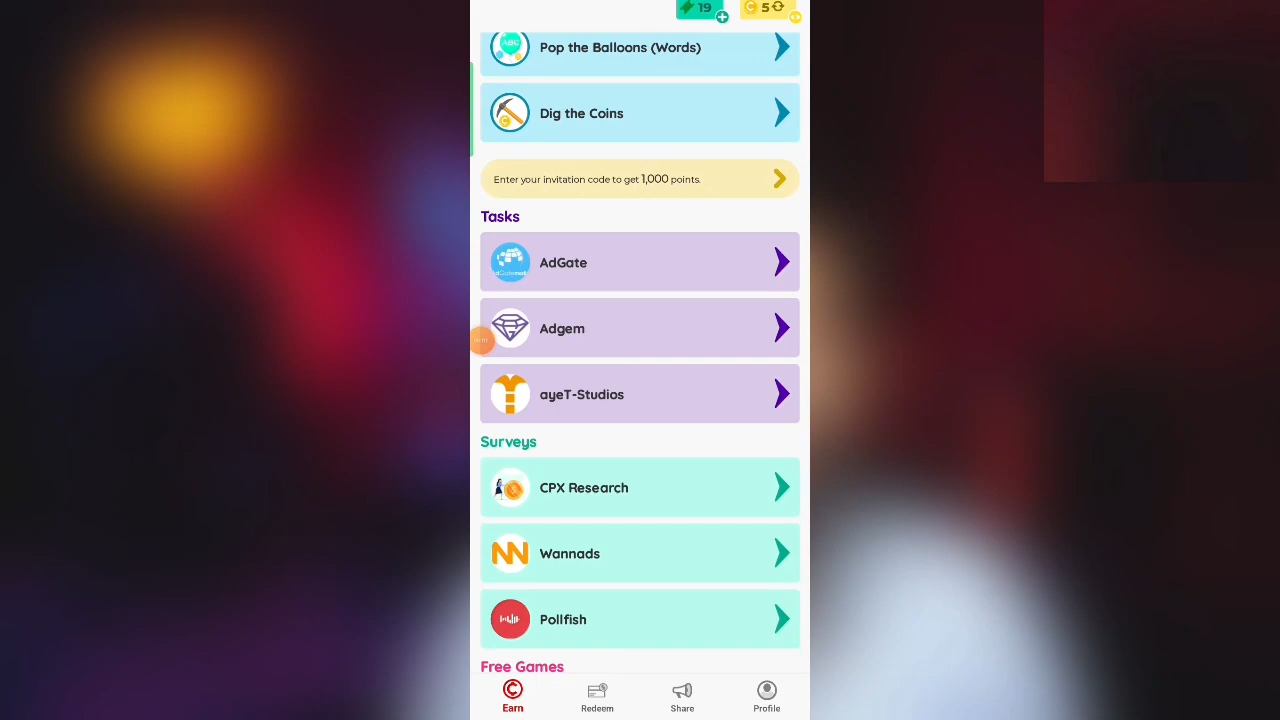 19
5
Pop the Balloons (Words)
ABC
Dig the Coins
Enter your invitation code to get 1,000 points.
Tasks
AdGate
Adgem
ayeT-Studios
Surveys
CPX Research
Wannads
Pollfish
Free Games
Earn
Redeem
Share
Profile